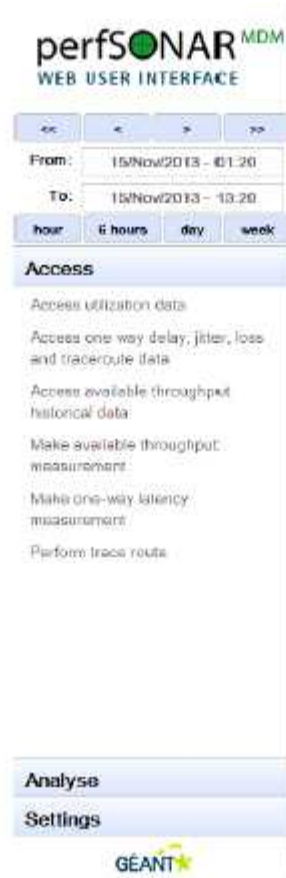 perfSONAR MDM
WEB USER INTERFACE
<< < > >>
From: 15/Nov/2013 - 01:20
To: 15/Nov/2013 - 13:20
hour 6 hours day week
Access
Access utilization data
Access one way delay, jitter, loss
and traceroute data
Access available throughput
historical data
Make available throughput
measurement
Make one-way latency
measurement
Perform trace route
Analyse
Settings
GÉANT